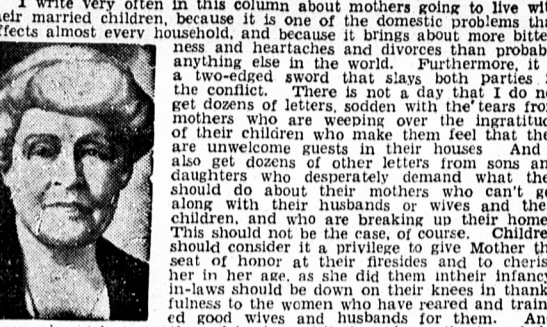 I write very often in this column about mothers going to live wit
eir married children, because it is one of the domestic problems tha
ffects almost every household, and because it brings about more bitte
ness and heartaches and divorces than probab
anything else in the world. Furthermore, it
a two-edged sword that slays both parties
the conflict. There is not a day that I do no
get dozens of letters, sodden with the tears fro
mothers who are weeping over the ingratitud
of their children who make them feel that the
are unwelcome guests in their houses And
also get dozens of other letters from sons an
daughters who desperately demand what the
should do about their mothers who can't g
along with their husbands or wives and the
children, and who are breaking up their home
This should not be the case, of course. Childre
should consider it a privilege to give Mother th
seat of honor at their firesides and to cheris
her in her age, as she did them intheir infancy
in-laws should be down on their knees in thank
fulness to the women who have reared and train
ed good wives and husbands for them. An